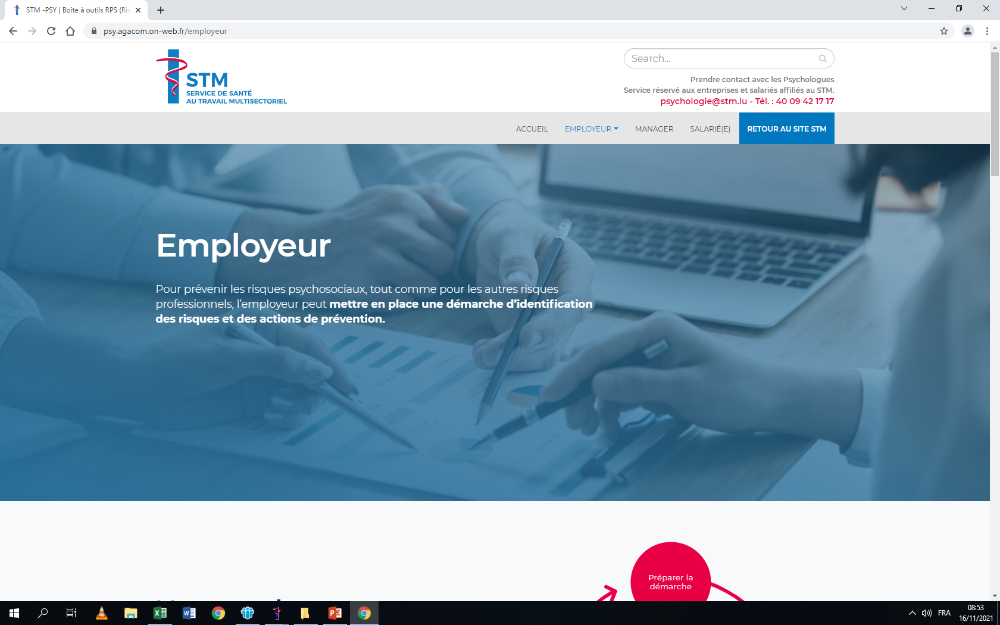 STM -PSY | Boîte à outils RPS (Ris
psy.agacom.on-web.fr/employeur
STM
SERVICE DE SANTÉ
AU TRAVAIL MULTISECTORIEL
Search...
Prendre contact avec les Psychologues
Service réservé aux entreprises et salariés affiliés au STM.
psychologie@stm.lu - Tél. : 40 09 42 17 17
ACCUEIL EMPLOYEUR MANAGER SALARIÉ(E) RETOUR AU SITE STM
Employeur
Pour prévenir les risques psychosociaux, tout comme pour les autres risques
professionnels, l’employeur peut mettre en place une démarche d’identification
des risques et des actions de prévention.
Préparer la
démarche
FRA
08:53
16/11/2021